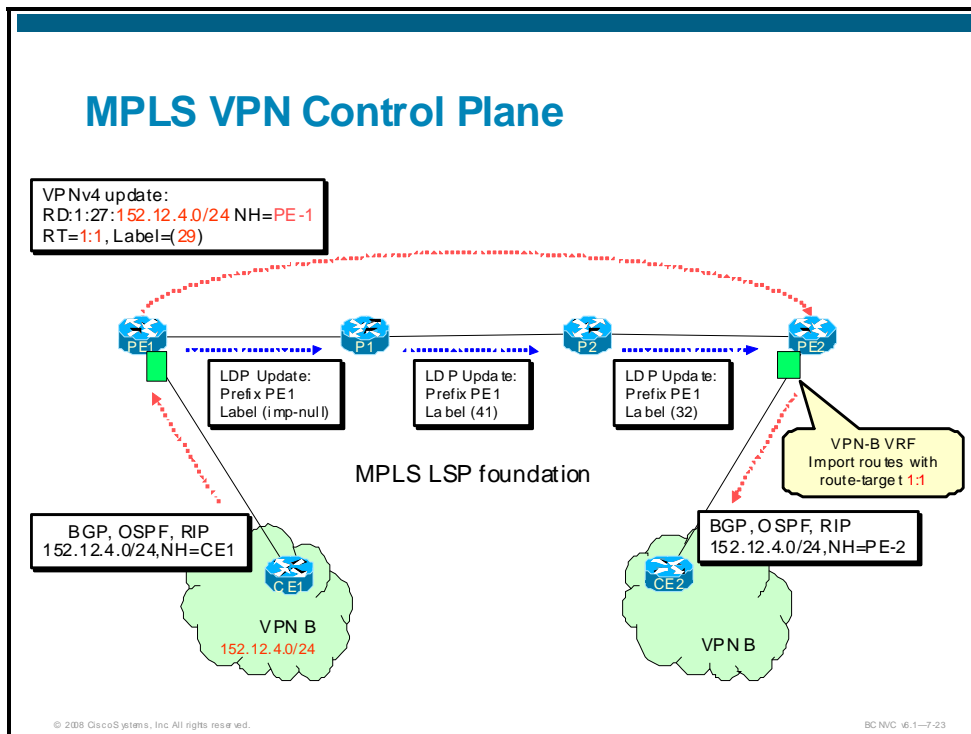 MPLS VPN Control Plane
VPNv4 update:
RD:1:27:152.12.4.0/24 NH=PE-1
RT=1:1, Label=(29)
PE1
P1
P2
PE2
LDP Update:
Prefix PE1
Label (imp-null)
LDP Update:
Prefix PE1
Label (41)
LDP Update:
Prefix PE1
Label (32)
VPN-B VRF
Import routes with
route-target 1:1
MPLS LSP foundation
BGP, OSPF, RIP
152.12.4.0/24,NH=CE1
BGP, OSPF, RIP
152.12.4.0/24,NH=PE-2
CE1
CE2
VPN B
152.12.4.0/24
VPN B
© 2008 Cisco Systems, Inc. All rights reserved.
BCNVC v6.1—7-23